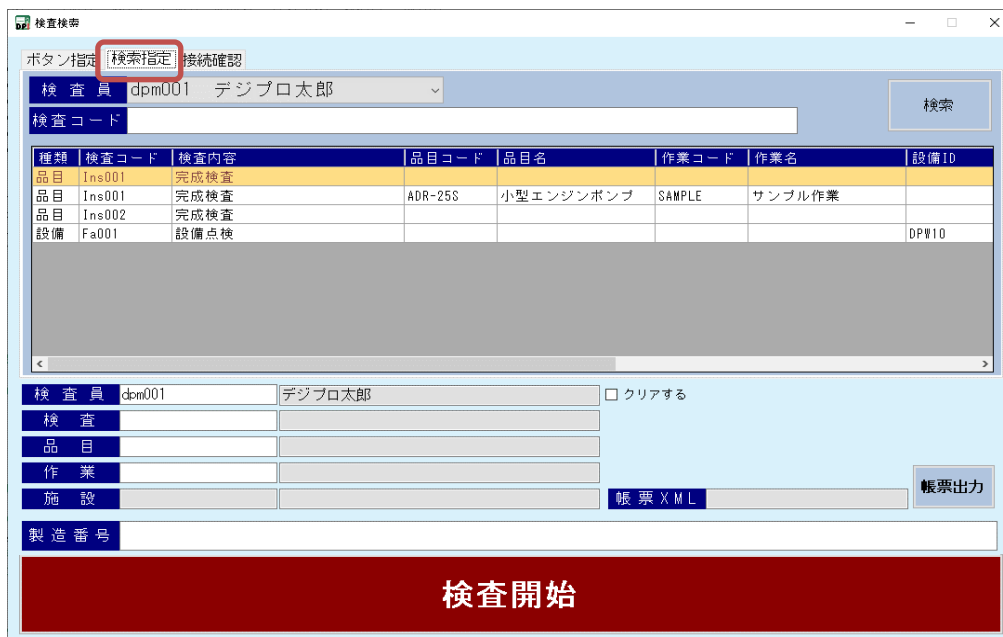 DPi 検査検索
ボタン指定 検索指定 接続確認
検 査 員 dpm001 デジプロ太郎
検索
検査コード
種類 検査コード 検査内容 品目コード 品目名 作業コード 作業名 設備ID
品目 Ins001 完成検査
品目 Ins001 完成検査 ADR-25S 小型エンジンポンプ SAMPLE サンプル作業
品目 Ins002 完成検査
設備 Fa001 設備点検 DPW10
検 査 員 dpm001 デジプロ太郎 クリアする
検 査
品 目
作 業
帳票出力
施 設 帳 票 XML
製 造 番 号
検査開始